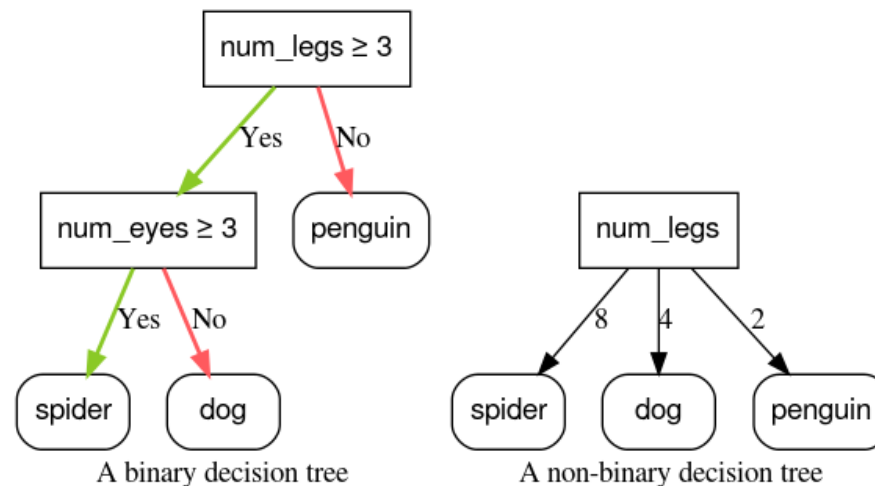 num_legs ≥ 3
Yes
No
num_eyes ≥ 3
penguin
Yes
No
spider
dog
A binary decision tree
num_legs
8
4
2
spider
dog
penguin
A non-binary decision tree